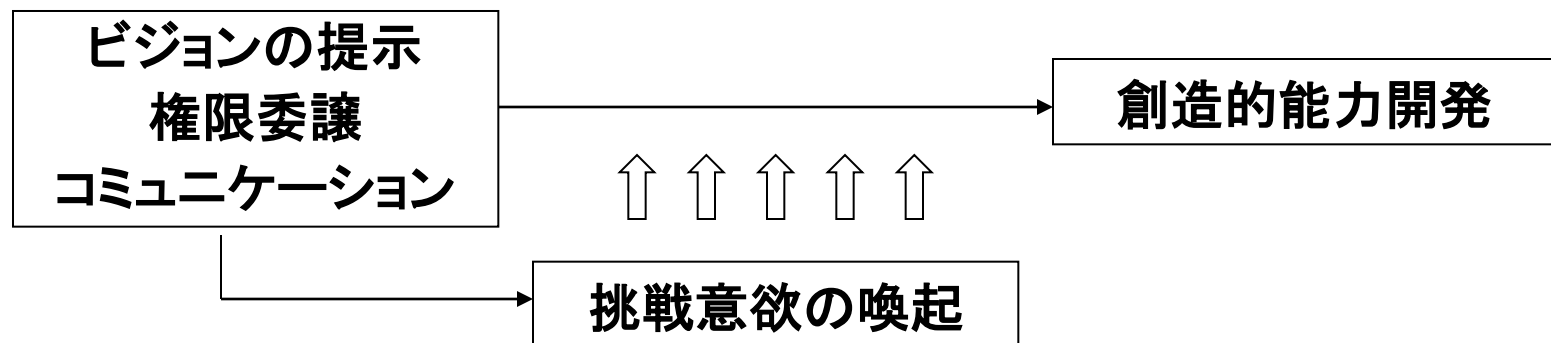 ビジョンの提示
権限委譲
コミュニケーション
創造的能力開発
挑戦意欲の喚起